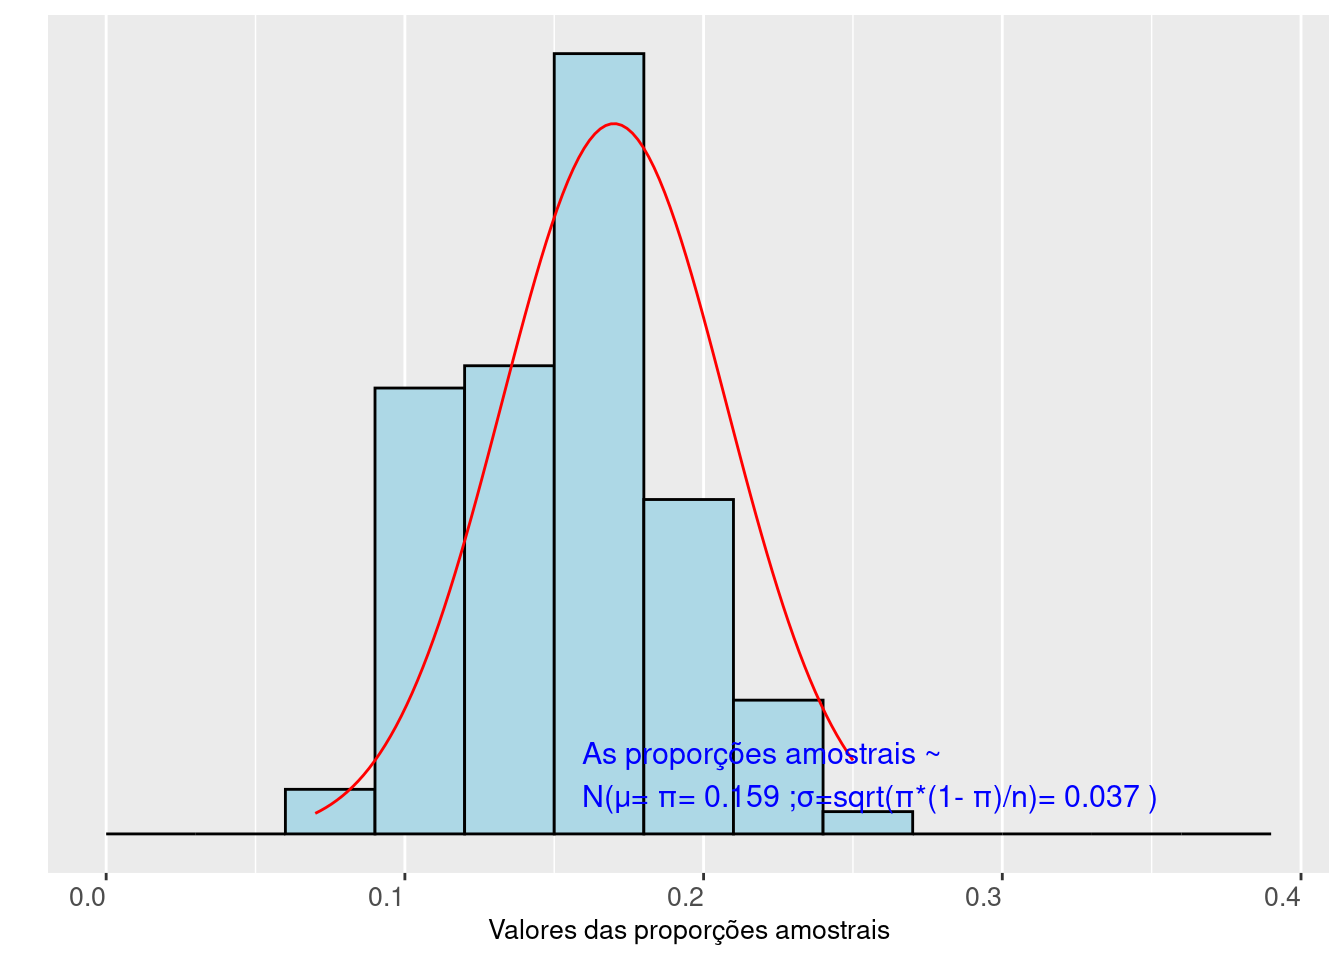 As proporções amostrais ~
N(μ= π= 0.159 ;σ=sqrt(π*(1- π)/n)= 0.037 )
0.0 0.1 0.2 0.3 0.4
Valores das proporções amostrais